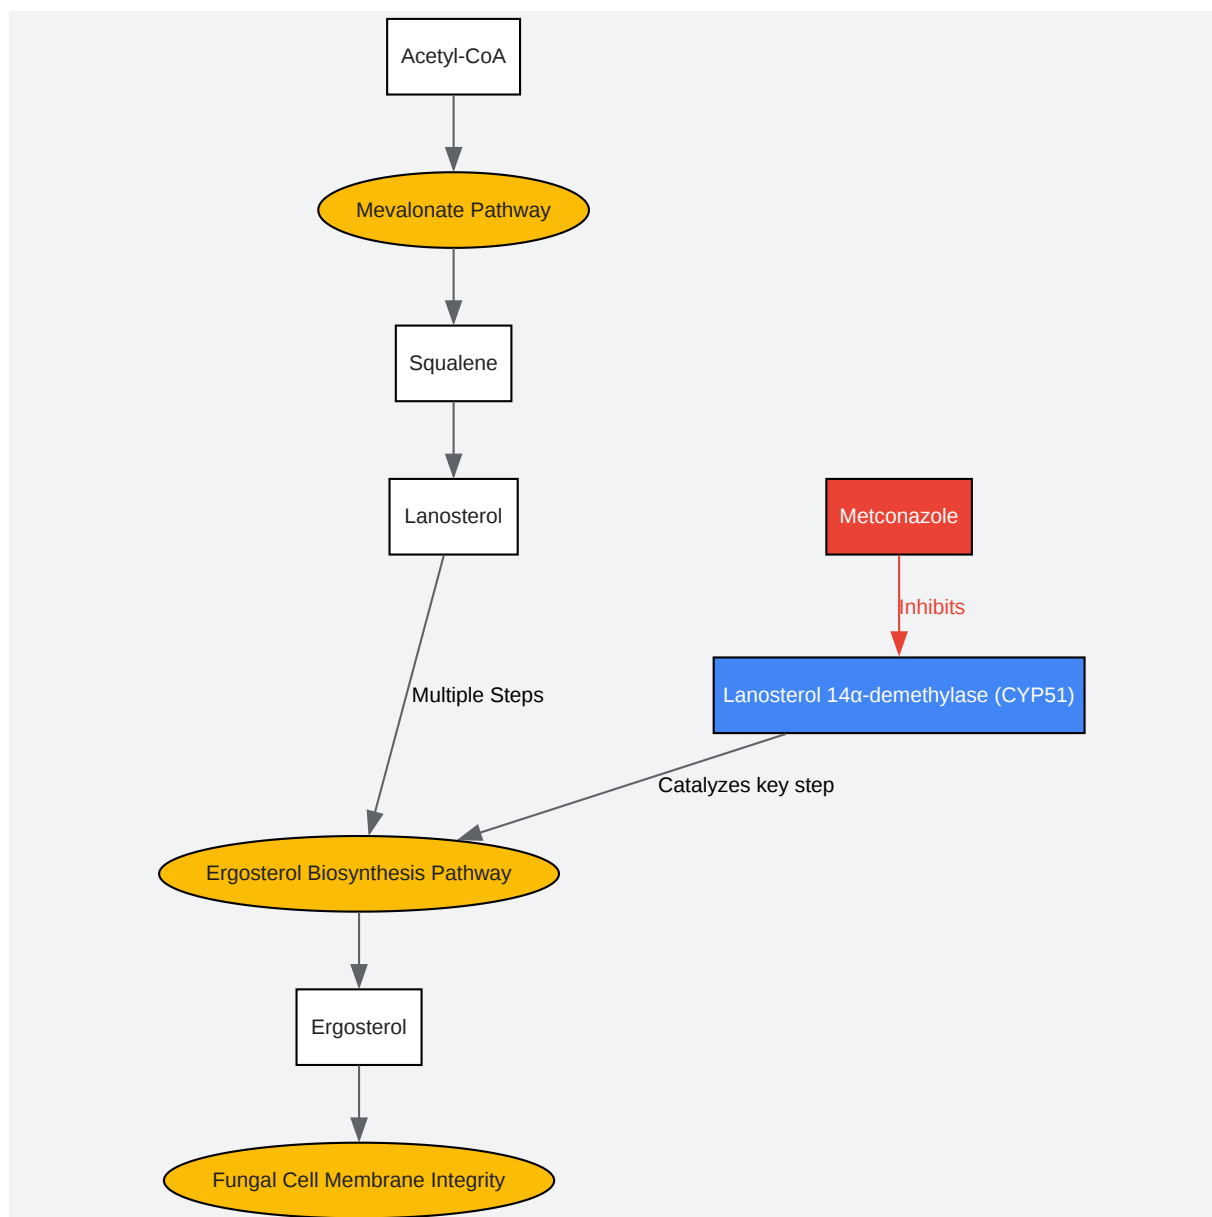 Acetyl-CoA
Mevalonate Pathway
Squalene
Lanosterol
Metconazole
Inhibits
Multiple Steps
Lanosterol 14α-demethylase (CYP51)
Catalyzes key step
Ergosterol Biosynthesis Pathway
Ergosterol
Fungal Cell Membrane Integrity